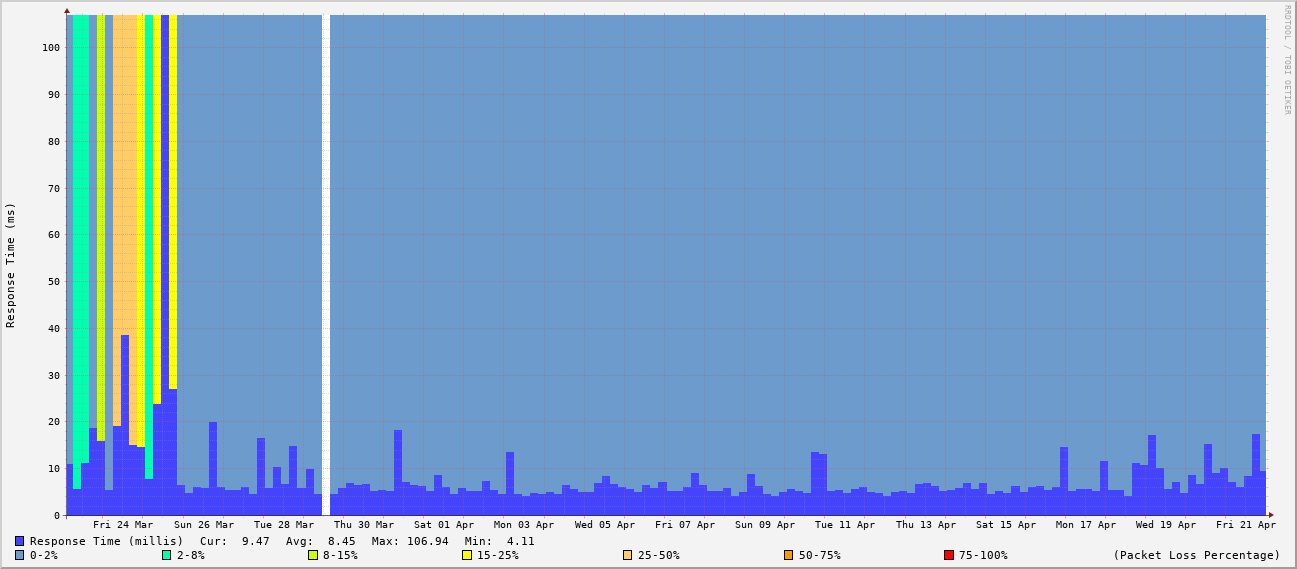 RRDTOOL / TOBI OETIKER
Response Time (ms)
100
90
80
70
60
50
40
30
20
10
0
Fri 24 Mar Sun 26 Mar Tue 28 Mar Thu 30 Mar Sat 01 Apr Mon 03 Apr Wed 05 Apr Fri 07 Apr Sun 09 Apr Tue 11 Apr Thu 13 Apr Sat 15 Apr Mon 17 Apr Wed 19 Apr Fri 21 Apr
Response Time (millis) Cur: 9.47 Avg: 8.45 Max: 106.94 Min: 4.11
0-2% 2-8% 8-15% 15-25% 25-50% 50-75% 75-100% (Packet Loss Percentage)